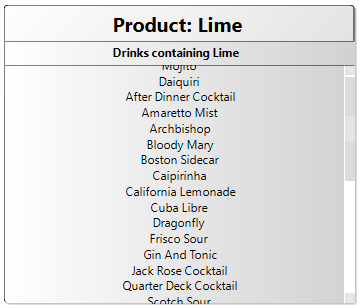 Product: Lime
Drinks containing Lime
Mojito
Daiquiri
After Dinner Cocktail
Amaretto Mist
Archbishop
Bloody Mary
Boston Sidecar
Caipirinha
California Lemonade
Cuba Libre
Dragonfly
Frisco Sour
Gin And Tonic
Jack Rose Cocktail
Quarter Deck Cocktail
Scotch Sour